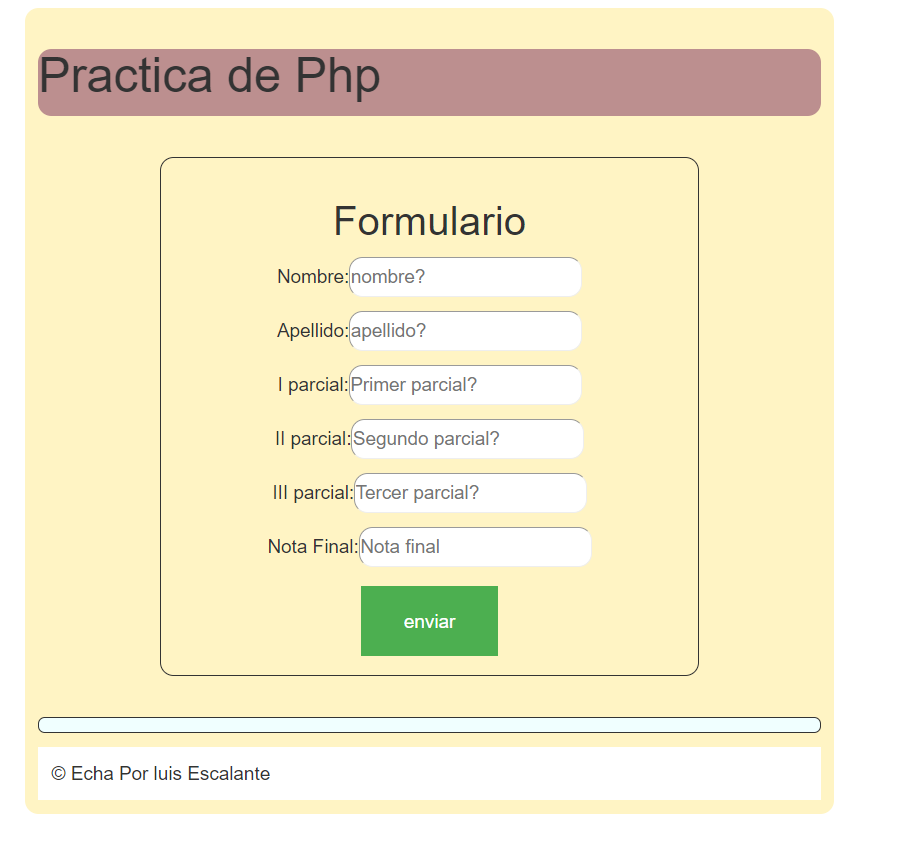 Practica de Php
Formulario
Nombre: nombre?
Apellido: apellido?
I parcial: Primer parcial?
II parcial: Segundo parcial?
III parcial: Tercer parcial?
Nota Final: Nota final
enviar
© Echa Por luis Escalante